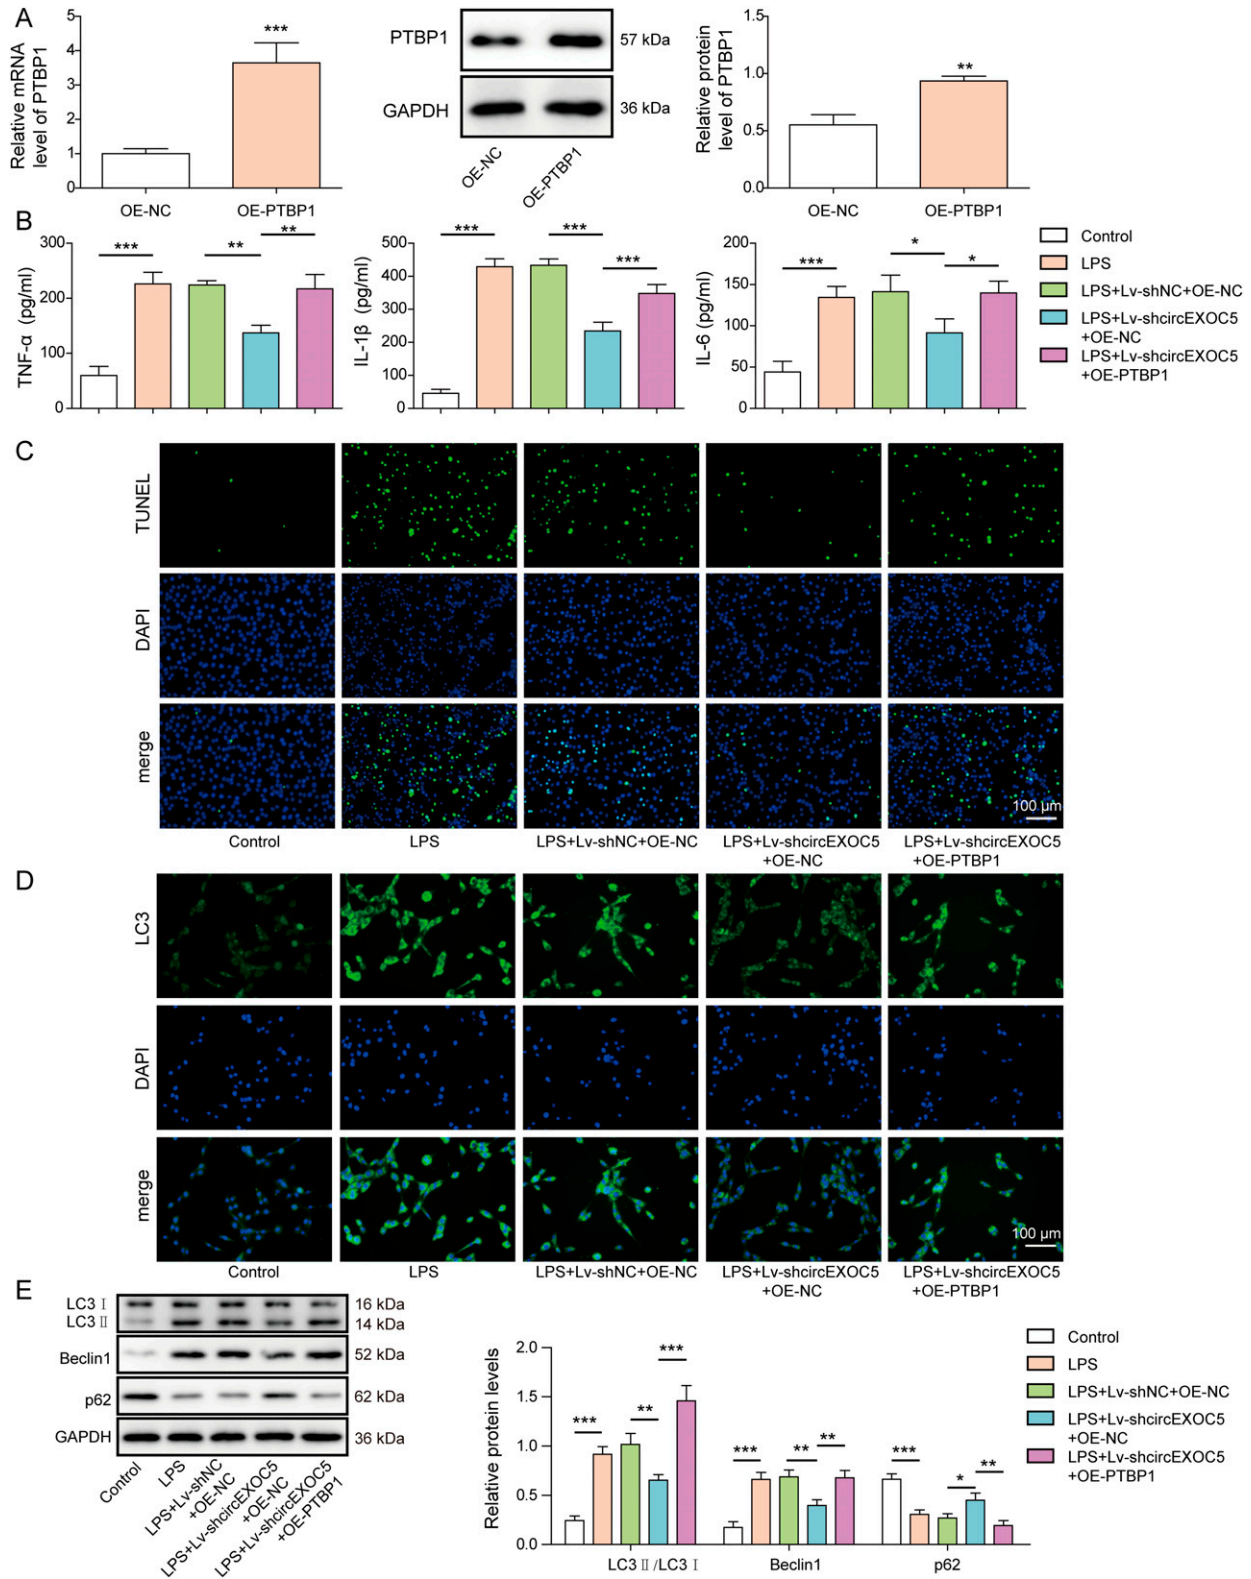 A
Relative mRNA
level of PTBP1
5
4
3
2
1
0
***
OE-NC
OE-PTBP1
PTBP1
57 kDa
GAPDH
36 kDa
OE-NC
OE-PTBP1
Relative protein
level of PTBP1
1.5
1.0
0.5
0.0
**
OE-NC
OE-PTBP1
B
TNF-α (pg/ml)
300
200
100
0
***
**
**
IL-1β (pg/ml)
500
400
300
200
100
0
***
***
***
IL-6 (pg/ml)
200
150
100
50
0
***
*
*
Control
LPS
LPS+Lv-shNC+OE-NC
LPS+Lv-shcircEXOC5
+OE-NC
LPS+Lv-shcircEXOC5
+OE-PTBP1
C
TUNEL
DAPI
merge
100 µm
Control
LPS
LPS+Lv-shNC+OE-NC
LPS+Lv-shcircEXOC5
+OE-NC
LPS+Lv-shcircEXOC5
+OE-PTBP1
D
LC3
DAPI
merge
100 µm
Control
LPS
LPS+Lv-shNC+OE-NC
LPS+Lv-shcircEXOC5
+OE-NC
LPS+Lv-shcircEXOC5
+OE-PTBP1
E
LC3 Ⅰ
16 kDa
LC3 Ⅱ
14 kDa
Beclin1
52 kDa
p62
62 kDa
GAPDH
36 kDa
Control
LPS
LPS+Lv-shNC
+OE-NC
LPS+Lv-shcircEXOC5
+OE-NC
LPS+Lv-shcircEXOC5
+OE-PTBP1
Relative protein levels
2.0
1.5
1.0
0.5
0.0
***
**
***
***
**
**
***
*
**
LC3 Ⅱ/LC3 Ⅰ
Beclin1
p62
Control
LPS
LPS+Lv-shNC+OE-NC
LPS+Lv-shcircEXOC5
+OE-NC
LPS+Lv-shcircEXOC5
+OE-PTBP1